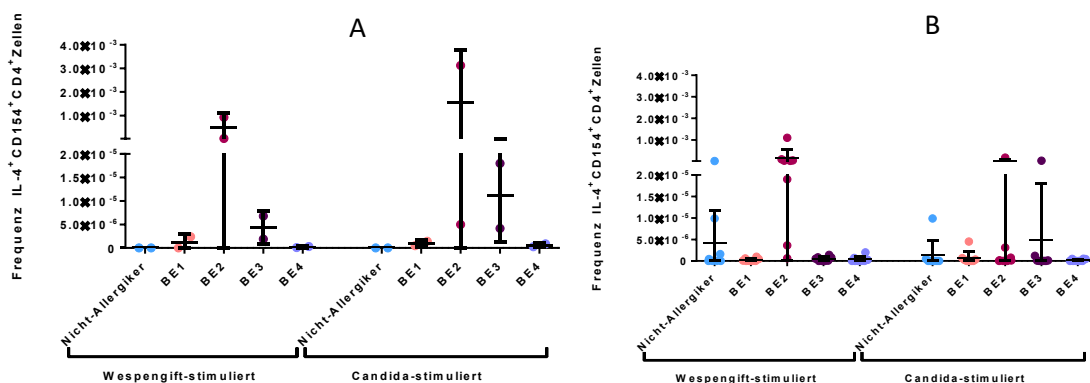 A
Frequenz IL-4+CD154+CD4+Zellen
4.0✖10 -3
3.0✖10 -3
2.0✖10 -3
1.0✖10 -3
2.0✖10 -5
1.5✖10 -5
1.0✖10 -5
5.0✖10 -6
0
Nicht-Allergiker
BE1
BE2
BE3
BE4
Nicht-Allergiker
BE1
BE2
BE3
BE4
Wespengift-stimuliert
Candida-stimuliert
B
Frequenz IL-4+CD154+CD4+Zellen
4.0✖10 -3
3.0✖10 -3
2.0✖10 -3
1.0✖10 -3
2.0✖10 -5
1.5✖10 -5
1.0✖10 -5
5.0✖10 -6
0
Nicht-Allergiker
BE1
BE2
BE3
BE4
Nicht-Allergiker
BE1
BE2
BE3
BE4
Wespengift-stimuliert
Candida-stimuliert